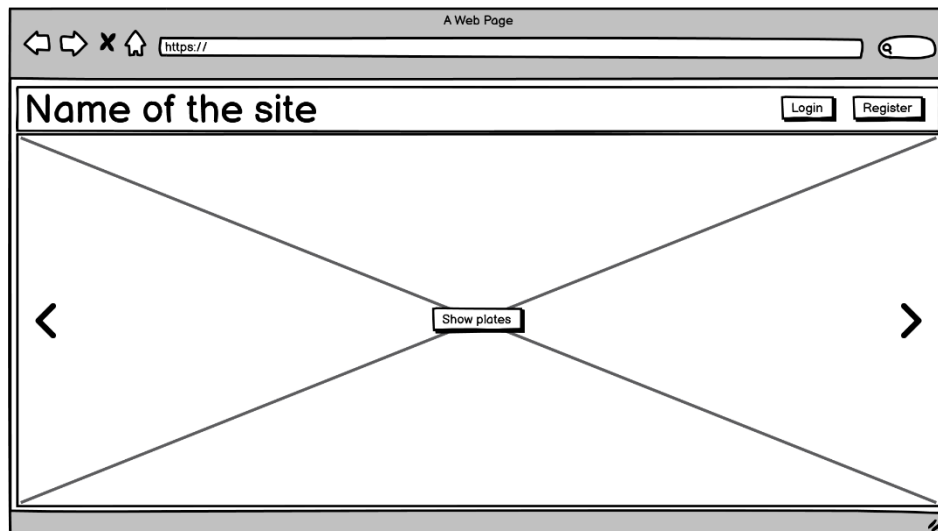 A Web Page
https://
Name of the site
Login
Register
Show plates